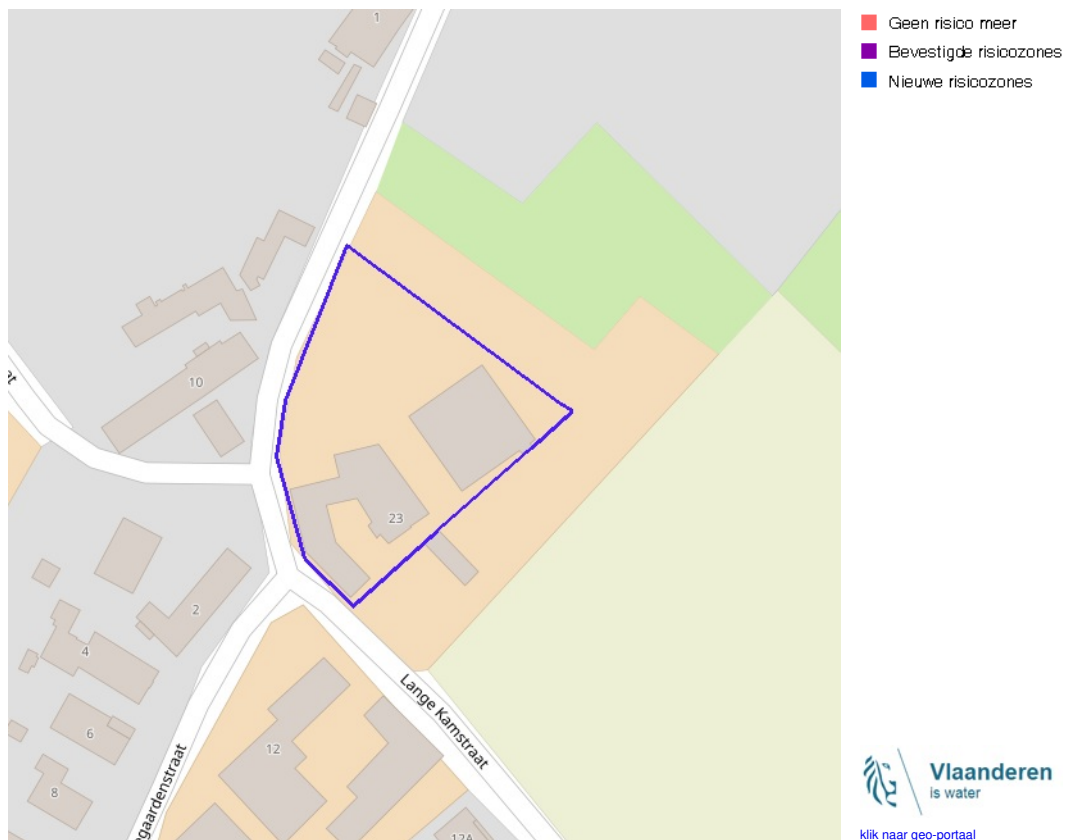 1
Geen risico meer
Bevestigde risicozones
Nieuwe risicozones
10
23
2
4
6
8
12
12A
Lange Kamstraat
Vlaanderen
is water
klik naar geo-portaal